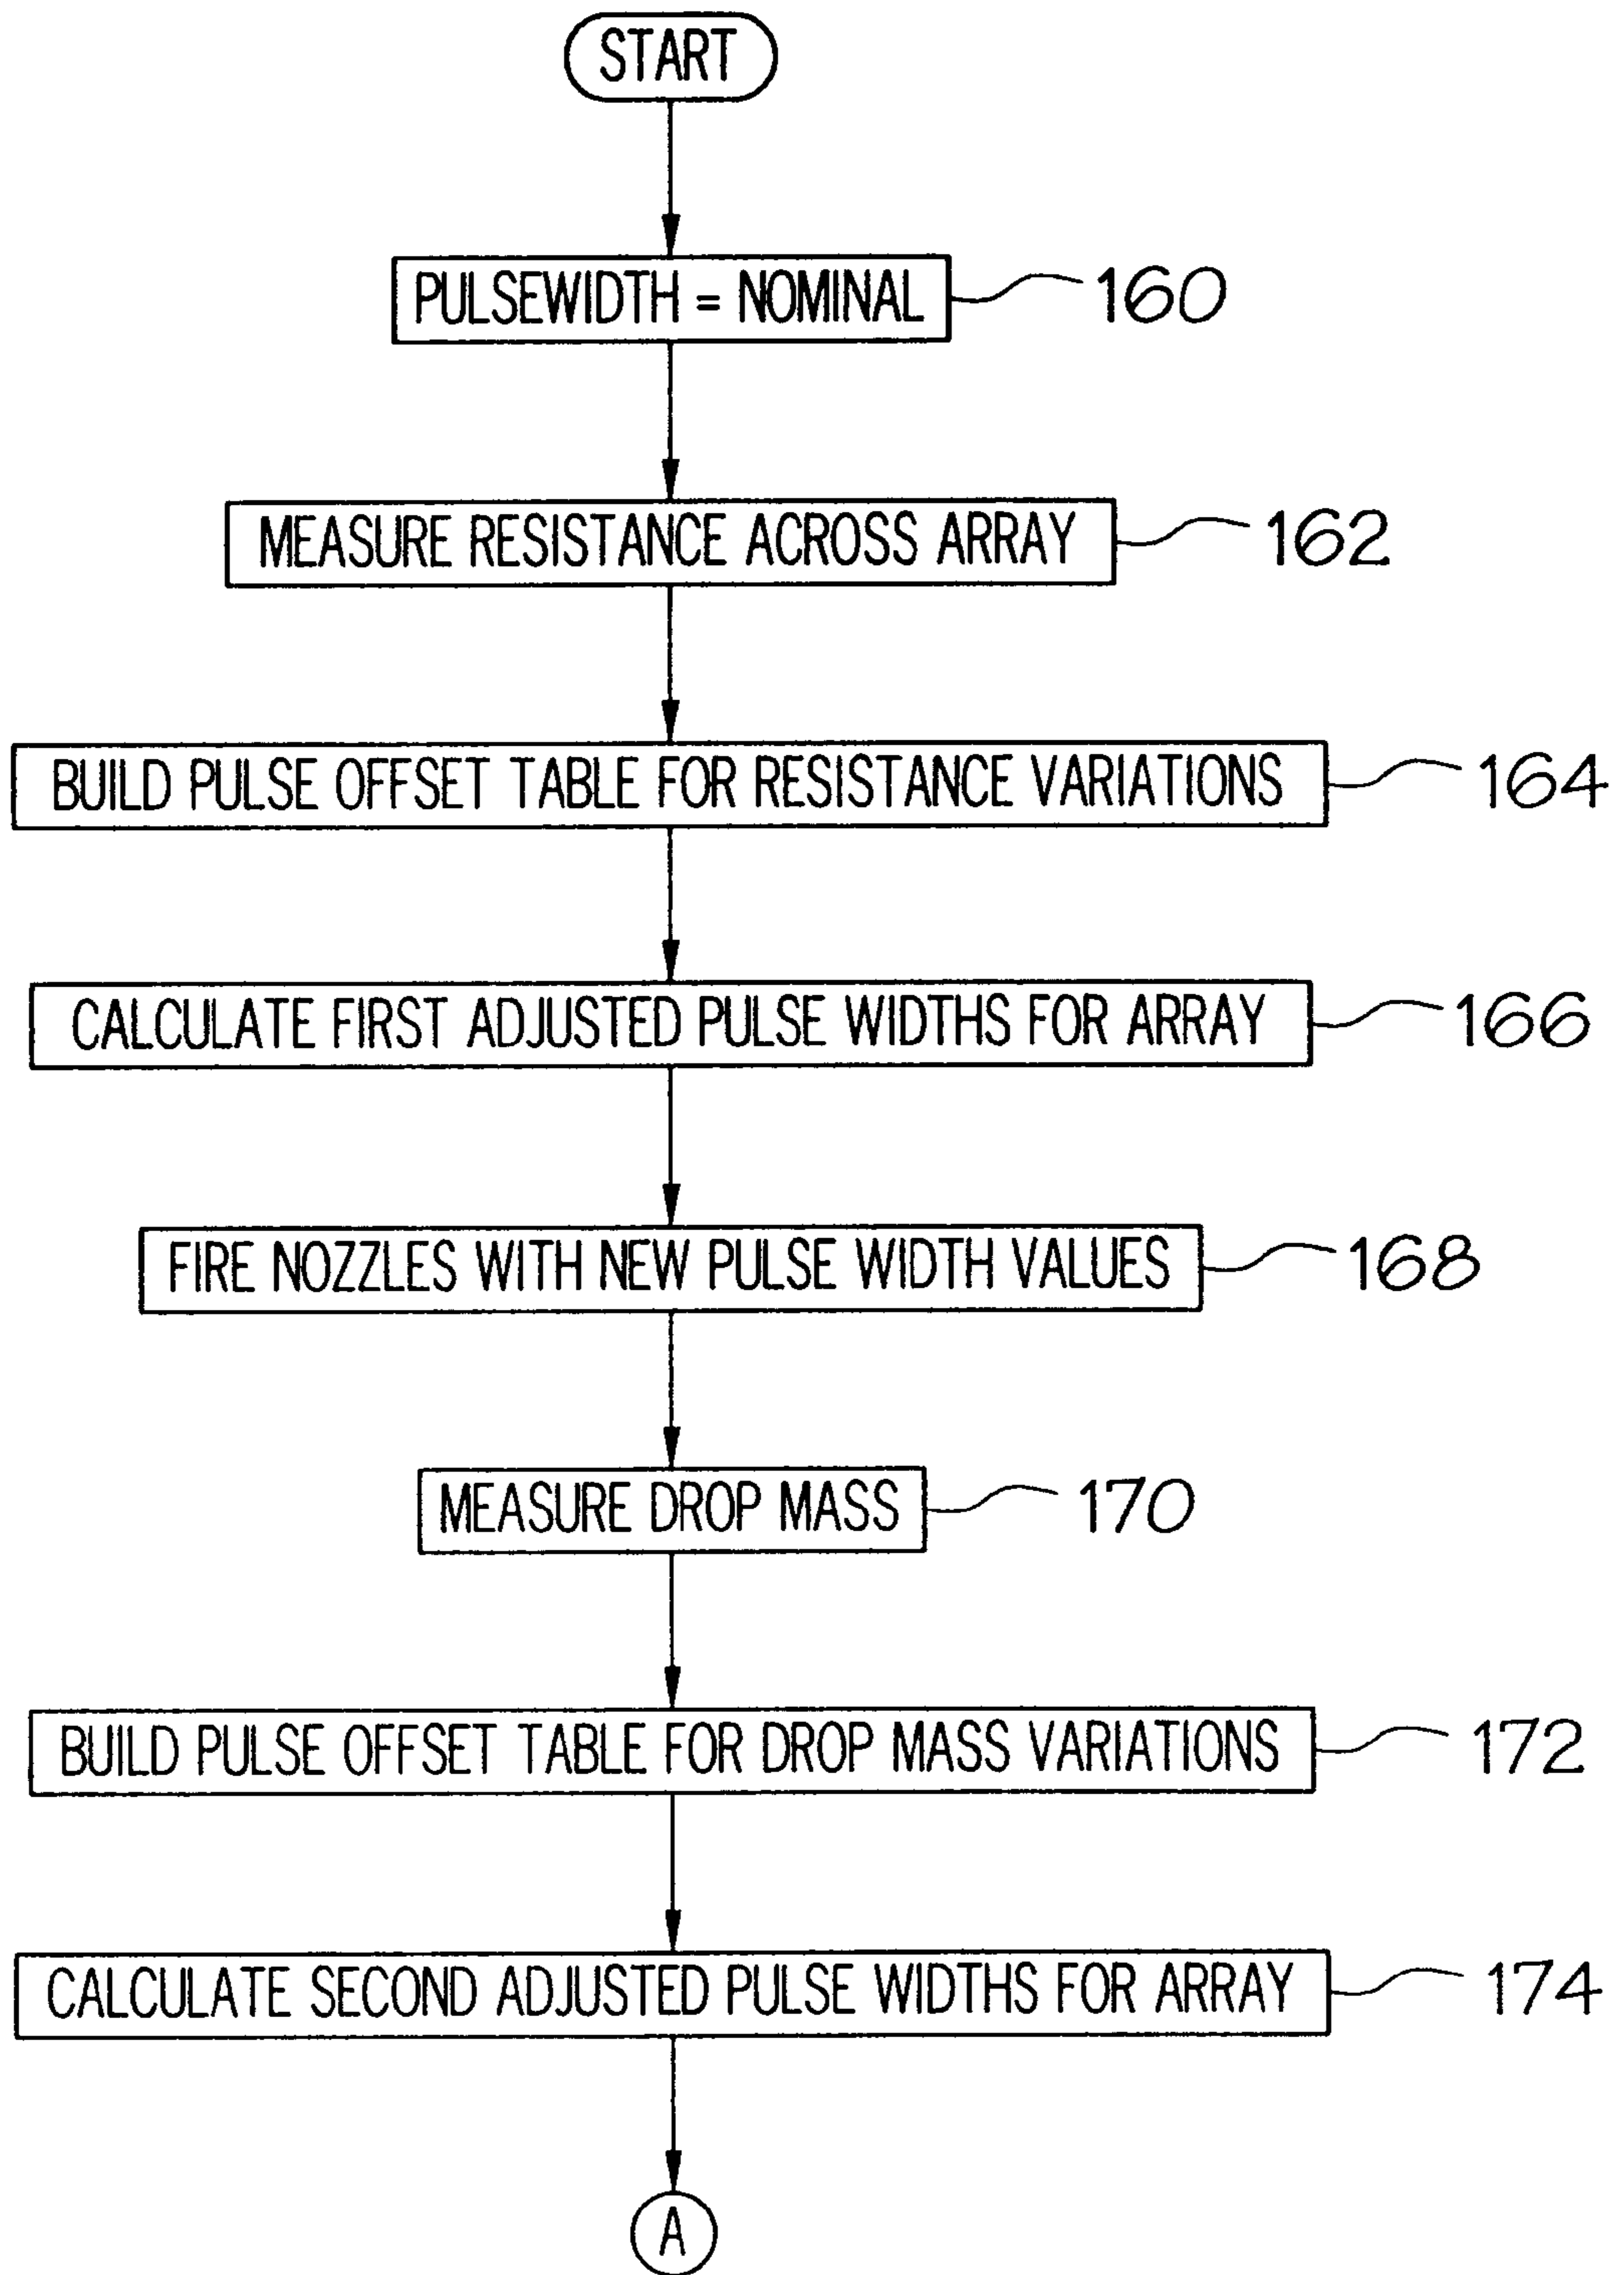 START
PULSEWIDTH = NOMINAL 160
MEASURE RESISTANCE ACROSS ARRAY 162
BUILD PULSE OFFSET TABLE FOR RESISTANCE VARIATIONS 164
CALCULATE FIRST ADJUSTED PULSE WIDTHS FOR ARRAY 166
FIRE NOZZLES WITH NEW PULSE WIDTH VALUES 168
MEASURE DROP MASS 170
BUILD PULSE OFFSET TABLE FOR DROP MASS VARIATIONS 172
CALCULATE SECOND ADJUSTED PULSE WIDTHS FOR ARRAY 174
A